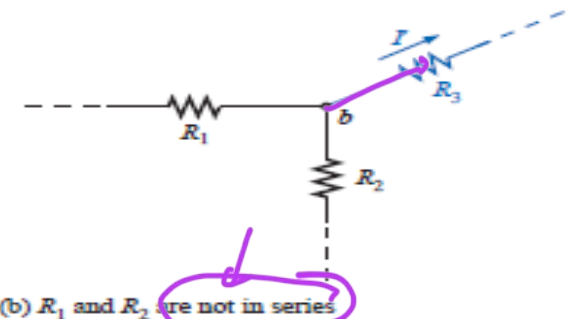 I
R₃
b
R₁
R₂
(b) R₁ and R₂ are not in series